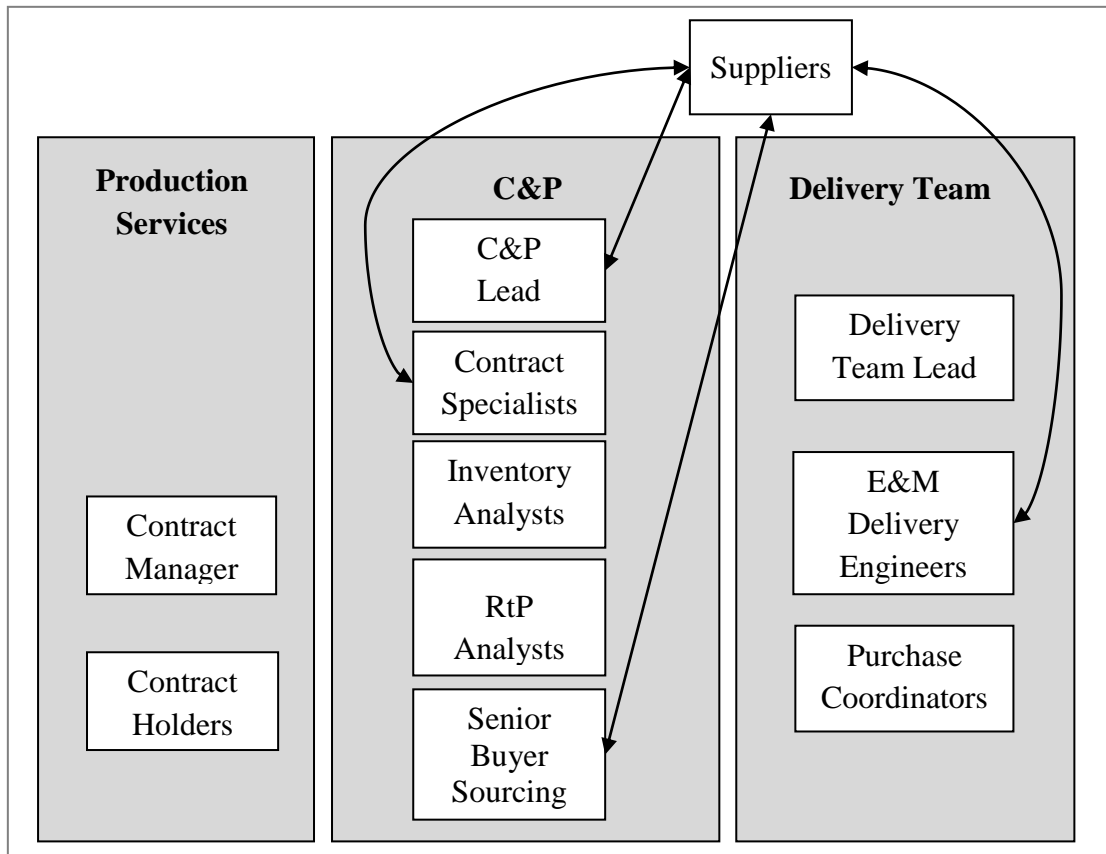 Suppliers
Production
Services
Contract
Manager
Contract
Holders
C&P
C&P
Lead
Contract
Specialists
Inventory
Analysts
RtP
Analysts
Senior
Buyer
Sourcing
Delivery Team
Delivery
Team Lead
E&M
Delivery
Engineers
Purchase
Coordinators